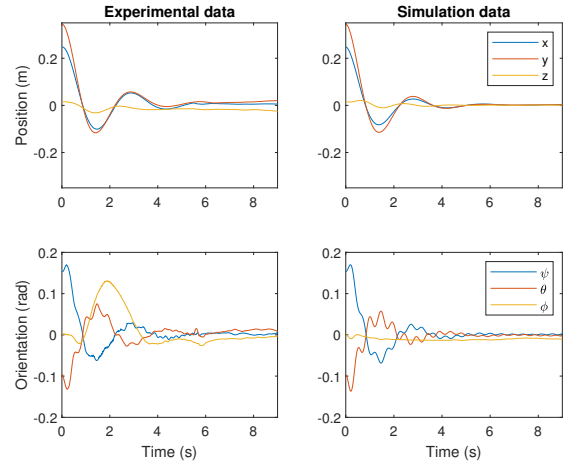 Experimental data
Simulation data
Position (m)
0.2
0
-0.2
0 2 4 6 8
0.2
0
-0.2
0 2 4 6 8
x
y
z
Orientation (rad)
0.2
0.1
0
-0.1
-0.2
0 2 4 6 8
Time (s)
0.2
0.1
0
-0.1
-0.2
0 2 4 6 8
Time (s)
ψ
θ
ϕ